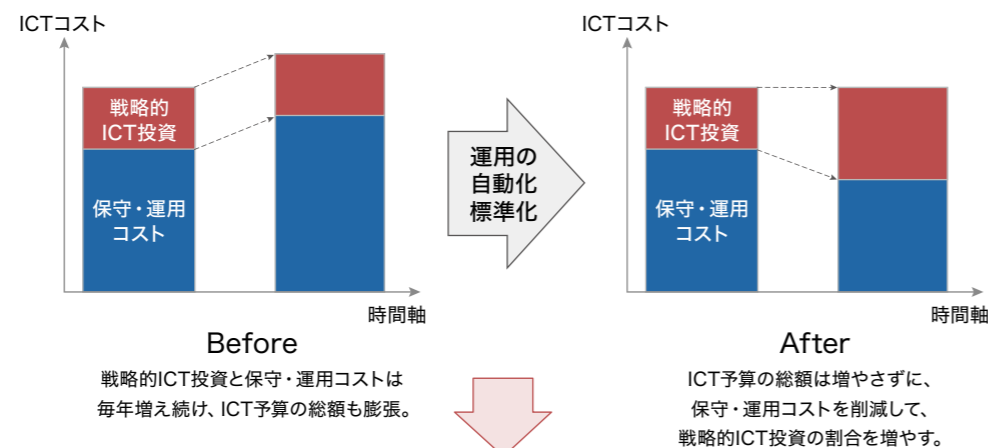 ICTコスト
戦略的
ICT投資
保守・運用
コスト
時間軸
Before
戦略的ICT投資と保守・運用コストは
毎年増え続け、ICT予算の総額も膨張。
運用の
自動化
標準化
ICTコスト
戦略的
ICT投資
保守・運用
コスト
時間軸
After
ICT予算の総額は増やさずに、
保守・運用コストを削減して、
戦略的ICT投資の割合を増やす。